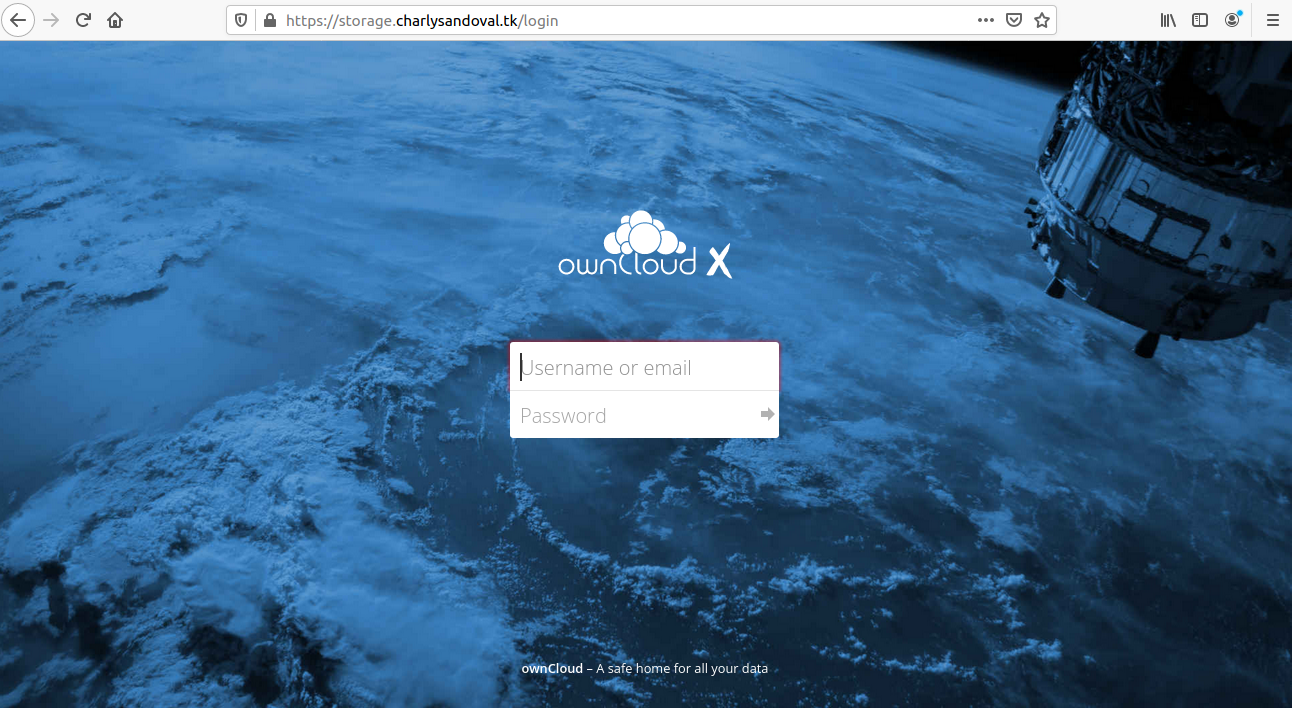 https://storage.charlysandoval.tk/login
ownCloud X
Username or email
Password
ownCloud – A safe home for all your data